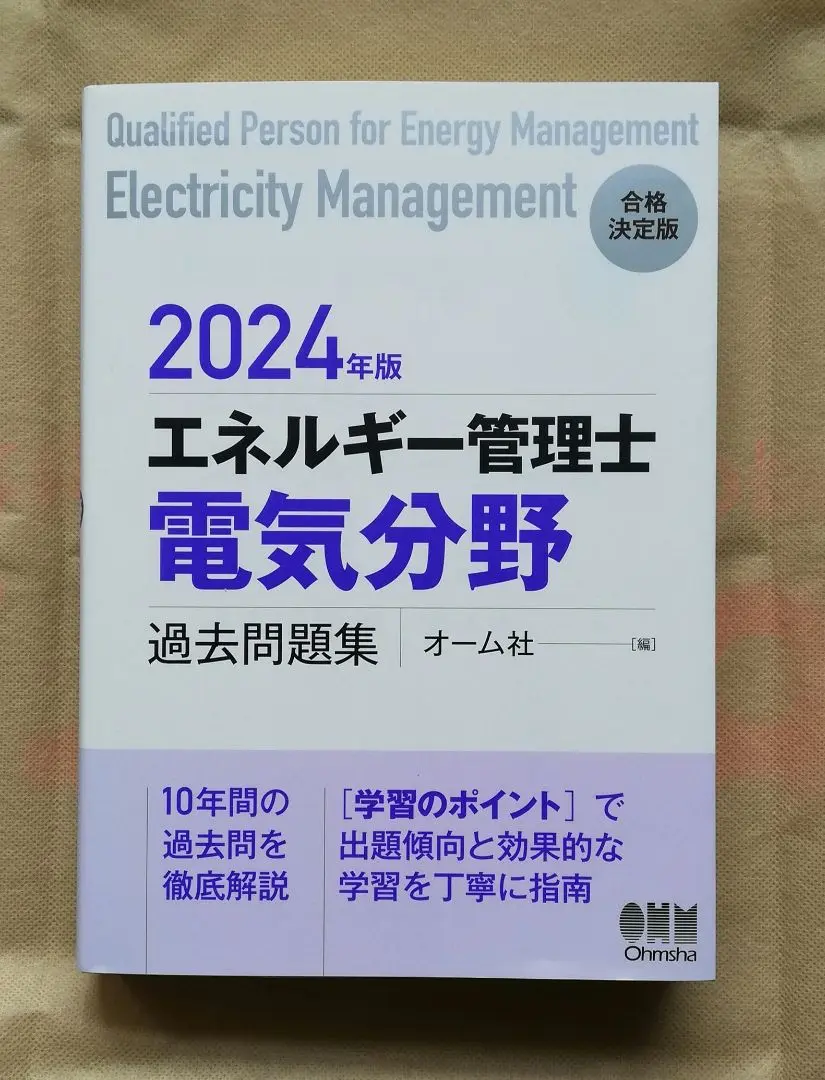 Qualified Person for Energy Management
Electricity Management
合格
決定版
2024年版
エネルギー管理士
電気分野
過去問題集
オーム社 [編]
10年間の
過去問を
徹底解説
［学習のポイント］で
出題傾向と効果的な
学習を丁寧に指南
OHM
Ohmsha